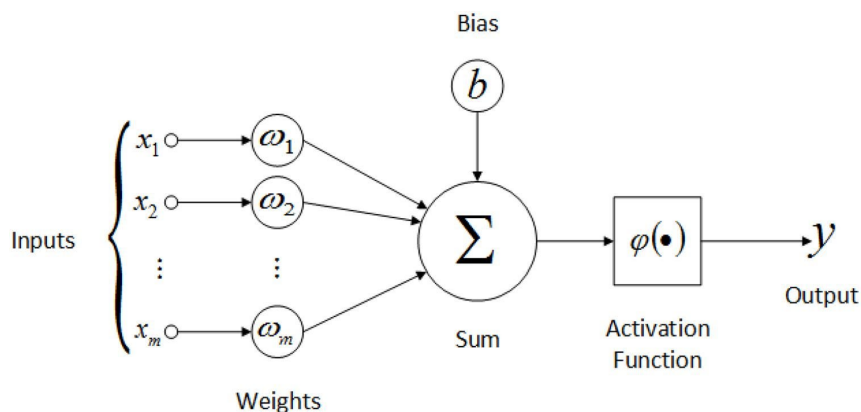 Bias
b
x₁ ω₁
x₂ ω₂
Inputs
⋮ ⋮
Σ
φ(•)
y
Output
xₘ ωₘ
Sum
Activation
Function
Weights